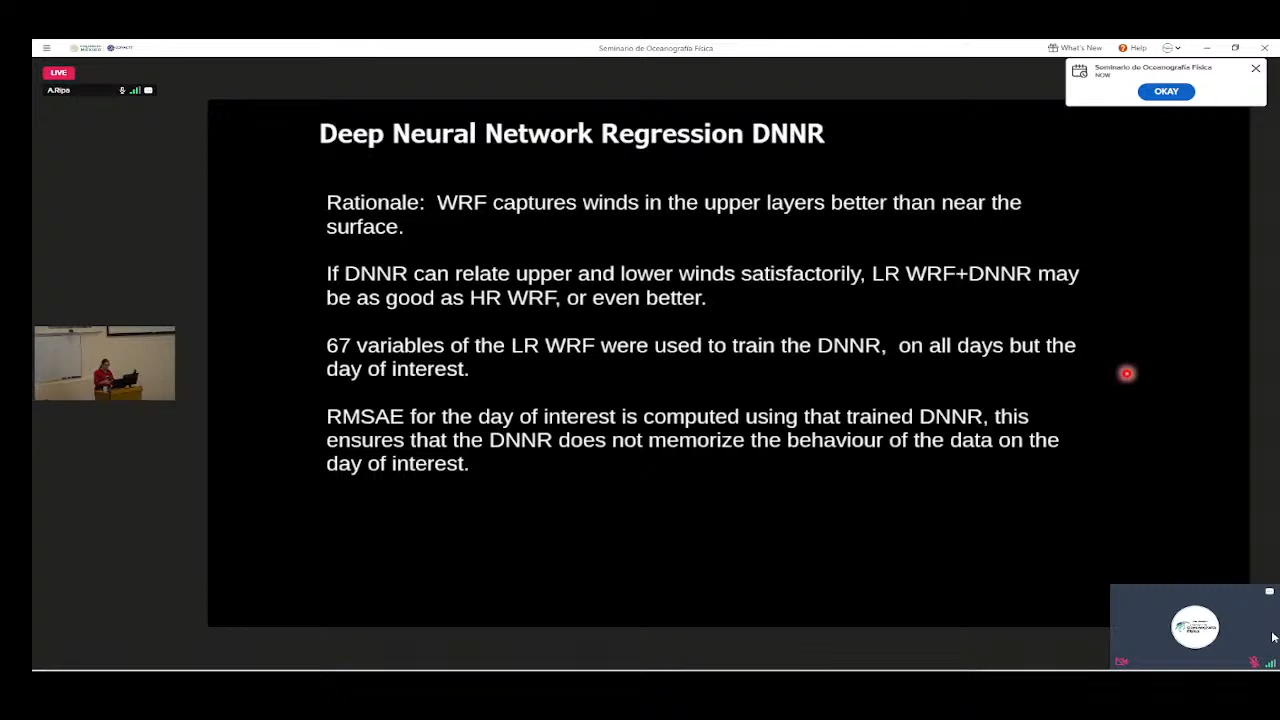 Seminario de Oceanografía Física
What's New
Help
LIVE
A.Ripa
Seminario de Oceanografía Física
NOW
OKAY
Deep Neural Network Regression DNNR
Rationale:  WRF captures winds in the upper layers better than near the
surface.
If DNNR can relate upper and lower winds satisfactorily, LR WRF+DNNR may
be as good as HR WRF, or even better.
67 variables of the LR WRF were used to train the DNNR,  on all days but the
day of interest.
RMSAE for the day of interest is computed using that trained DNNR, this
ensures that the DNNR does not memorize the behaviour of the data on the
day of interest.